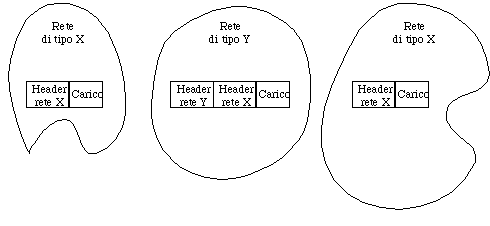 Rete
di tipo X
Header
rete X
Carico
Rete
di tipo Y
Header
rete Y
Header
rete X
Carico
Rete
di tipo X
Header
rete X
Carico